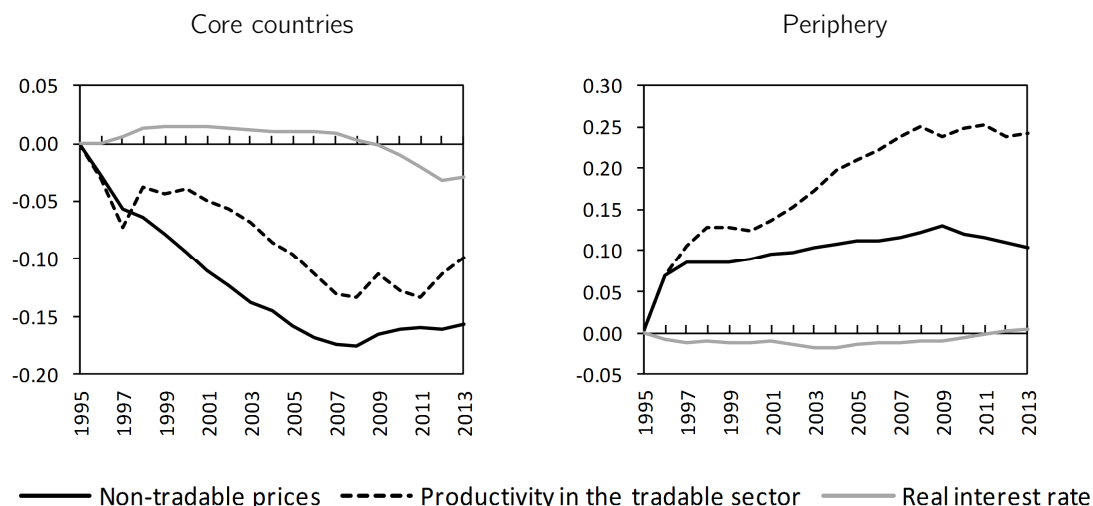 Core countries
0.05
0.00
-0.05
-0.10
-0.15
-0.20
1995 1997 1999 2001 2003 2005 2007 2009 2011 2013
Periphery
0.30
0.25
0.20
0.15
0.10
0.05
0.00
-0.05
1995 1997 1999 2001 2003 2005 2007 2009 2011 2013
Non-tradable prices Productivity in the tradable sector Real interest rate